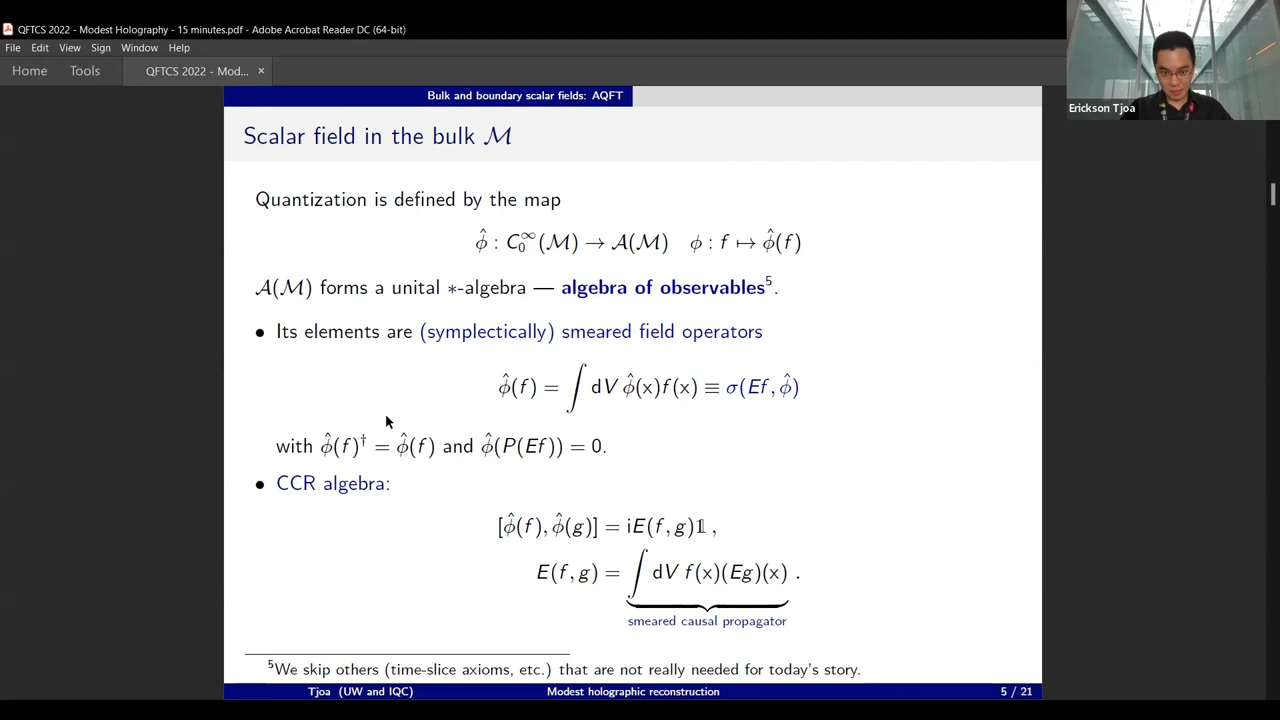 QFTCS 2022 - Modest Holography - 15 minutes.pdf - Adobe Acrobat Reader DC (64-bit)
File Edit View Sign Window Help
Home Tools QFTCS 2022 - Mod... ×
Erickson Tjoa
Bulk and boundary scalar fields: AQFT
Scalar field in the bulk ℳ
Quantization is defined by the map
ϕ̂ : C₀^∞(ℳ) → 𝒜(ℳ) ϕ : f ↦ ϕ̂(f)
𝒜(ℳ) forms a unital ∗-algebra — algebra of observables⁵.
• Its elements are (symplectically) smeared field operators
ϕ̂(f) = ∫ dV ϕ̂(x)f(x) ≡ σ(Ef, ϕ̂)
with ϕ̂(f)† = ϕ̂(f) and ϕ̂(P(Ef)) = 0.
• CCR algebra:
[ϕ̂(f), ϕ̂(g)] = iE(f, g)𝟙 ,
E(f, g) = ∫ dV f(x)(Eg)(x) .
smeared causal propagator
⁵We skip others (time-slice axioms, etc.) that are not really needed for today's story.
Tjoa (UW and IQC) Modest holographic reconstruction 5 / 21